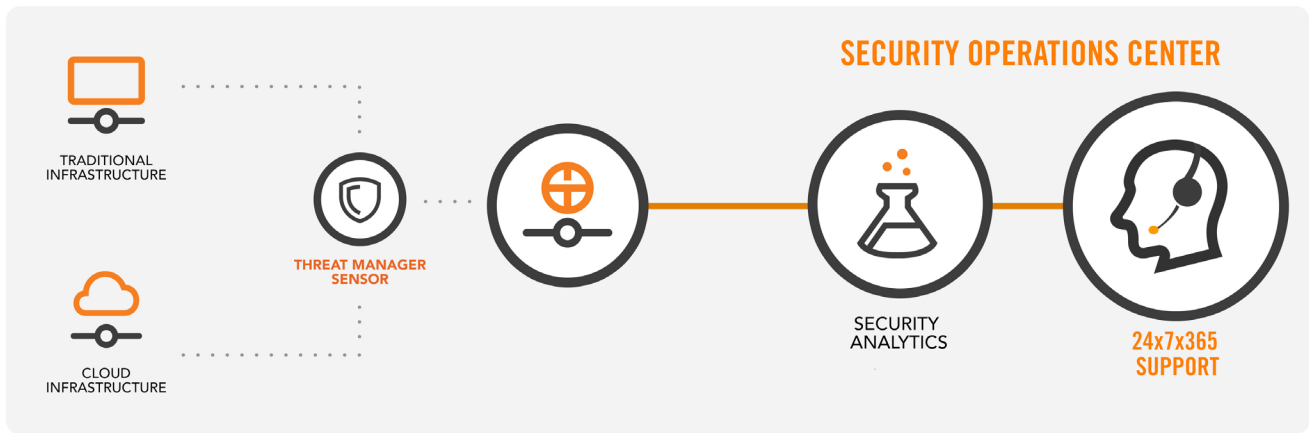 SECURITY OPERATIONS CENTER
TRADITIONAL
INFRASTRUCTURE
THREAT MANAGER
SENSOR
CLOUD
INFRASTRUCTURE
SECURITY
ANALYTICS
24x7x365
SUPPORT